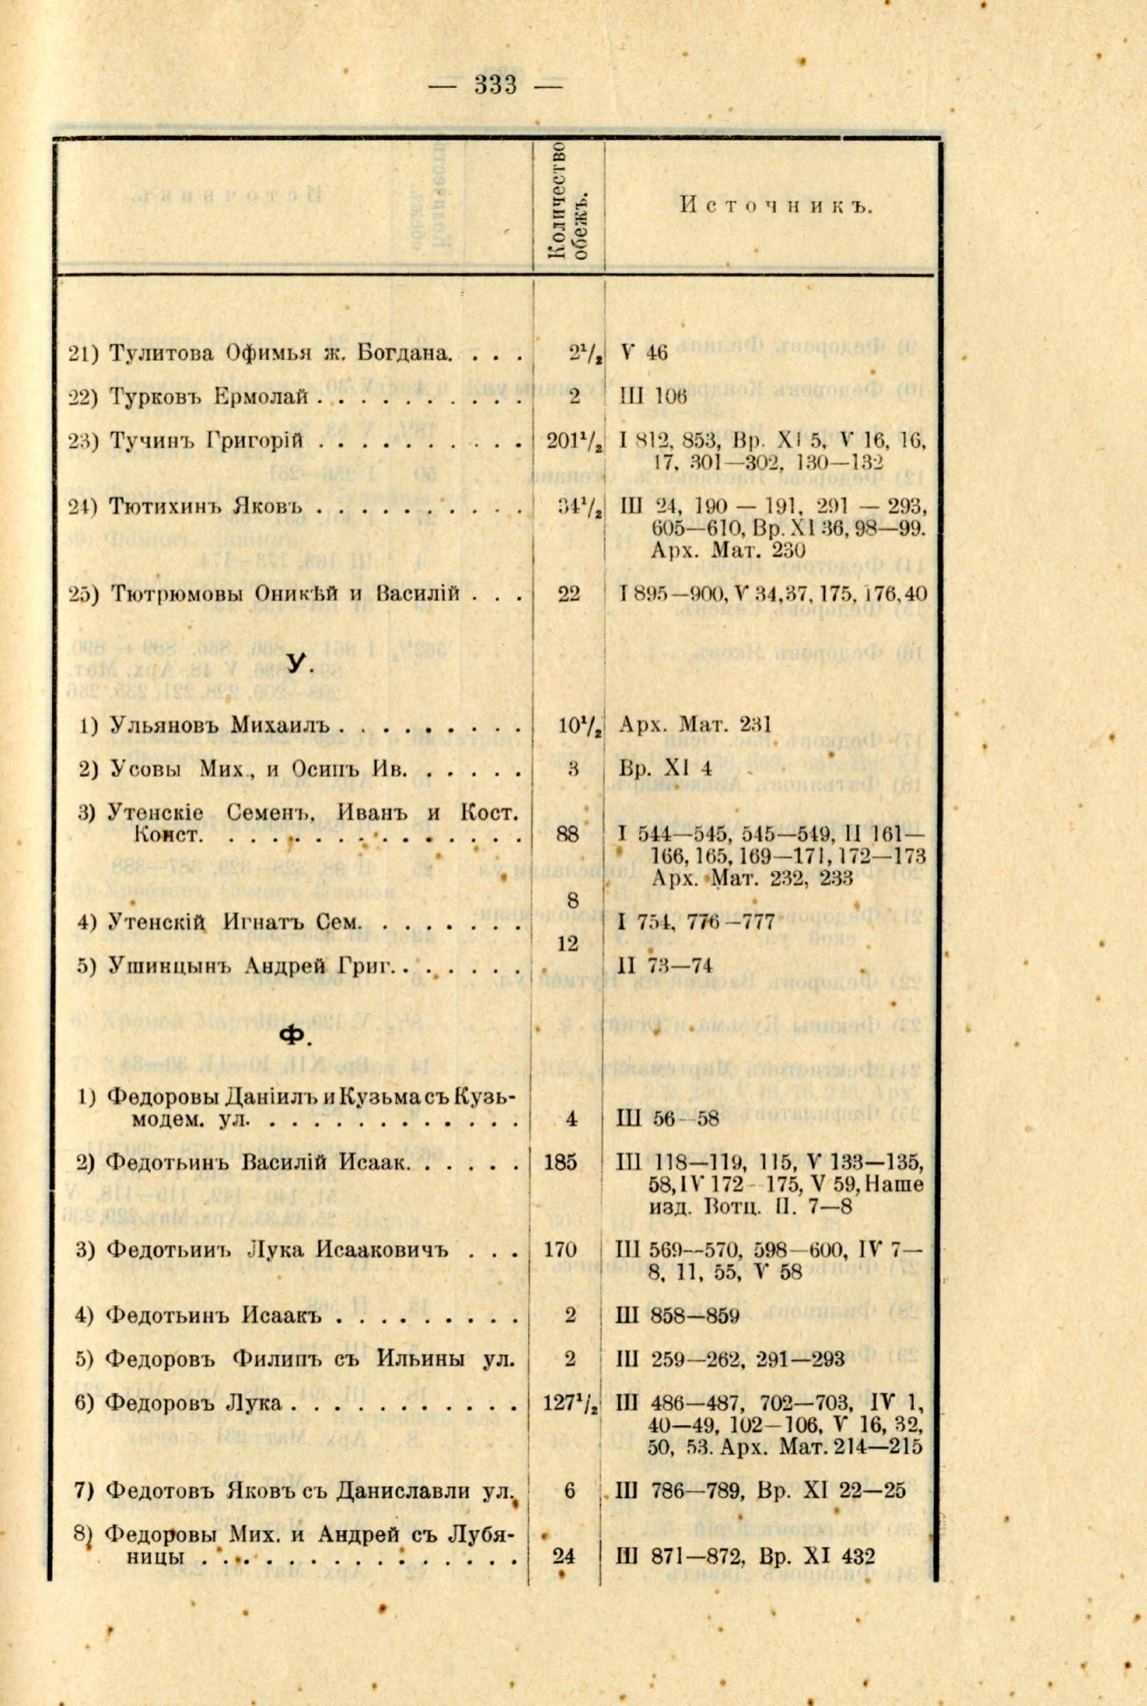 — 333 —
Количество обежъ.
Источникъ.
21) Тулитова Офимья ж. Богдана. . . . 2¹/₂ V 46
22) Турковъ Ермолай . . . . . . . . . . 2 III 106
23) Тучинъ Григорій . . . . . . . . . . 201¹/₂ I 812, 853, Вр. XI 5, V 16, 16,
17, 301—302, 130—132
24) Тютихинъ Яковъ . . . . . . . . . . 34¹/₂ III 24, 190 — 191, 291 — 293,
605—610, Вр. XI 36, 98—99.
Арх. Мат. 230
25) Тютрюмовы Оникѣй и Василій . . . 22 I 895—900, V 34,37, 175, 176,40
У.
1) Ульяновъ Михаилъ . . . . . . . . . 10¹/₂ Арх. Мат. 231
2) Усовы Мих., и Осипъ Ив. . . . . . 3 Вр. XI 4
3) Утенскіе Семенъ, Иванъ и Кост.
Конст. . . . . . . . . . . . . . . 88 I 544—545, 545—549, II 161—
166, 165, 169—171, 172—173
Арх. Мат. 232, 233
8
4) Утенскій Игнатъ Сем. . . . . . . . I 754, 776—777
12
5) Ушинцынъ Андрей Григ. . . . . . . II 73—74
Ф.
1) Федоровы Даніилъ и Кузьма съ Кузь-
модем. ул. . . . . . . . . . . . . 4 III 56—58
2) Федотьинъ Василій Исаак. . . . . . 185 III 118—119, 115, V 133—135,
58, IV 172—175, V 59, Наше
изд. Вотц. П. 7—8
3) Федотьинъ Лука Исааковичъ . . . 170 III 569—570, 598—600, IV 7—
8, 11, 55, V 58
4) Федотьинъ Исаакъ . . . . . . . . . 2 III 858—859
5) Федоровъ Филипъ съ Ильины ул. 2 III 259—262, 291—293
6) Федоровъ Лука . . . . . . . . . . . 127¹/₂ III 486—487, 702—703, IV 1,
40—49, 102—106, V 16, 32,
50, 53. Арх. Мат. 214—215
7) Федотовъ Яковъ съ Даниславли ул. 6 III 786—789, Вр. XI 22—25
8) Федоровы Мих. и Андрей съ Лубя-
ницы . . . . . . . . . . . . . . . 24 III 871—872, Вр. XI 432